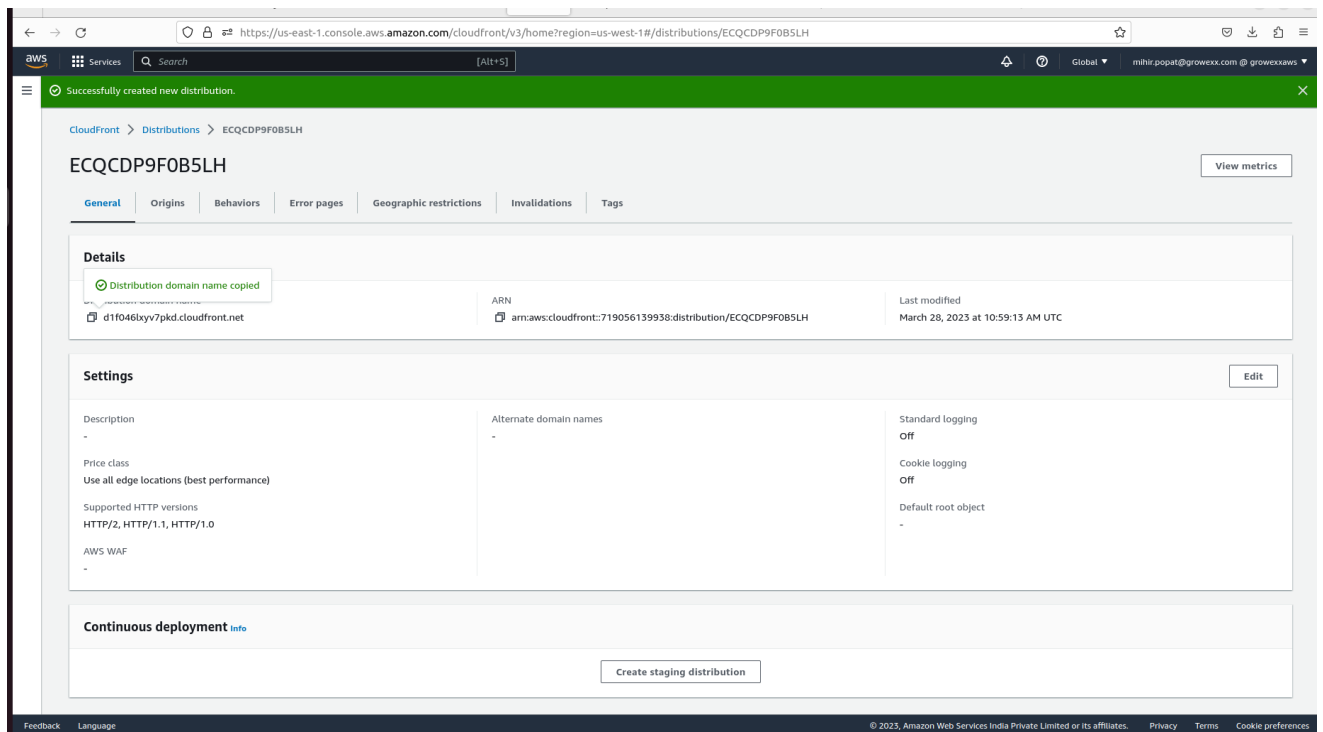 https://us-east-1.console.aws.amazon.com/cloudfront/v3/home?region=us-west-1#/distributions/ECQCDP9F0B5LH
aws Services Search [Alt+S] Global mihir.popat@growexx.com @ growexxaws
Successfully created new distribution.
CloudFront > Distributions > ECQCDP9F0B5LH
ECQCDP9F0B5LH
View metrics
General Origins Behaviors Error pages Geographic restrictions Invalidations Tags
Details
Distribution domain name copied
ARN Last modified
d1f046lxyv7pkd.cloudfront.net arn:aws:cloudfront::719056139938:distribution/ECQCDP9F0B5LH March 28, 2023 at 10:59:13 AM UTC
Settings Edit
Description Alternate domain names Standard logging
- - Off
Price class Cookie logging
Use all edge locations (best performance) Off
Supported HTTP versions Default root object
HTTP/2, HTTP/1.1, HTTP/1.0 -
AWS WAF
-
Continuous deployment Info
Create staging distribution
Feedback Language © 2023, Amazon Web Services India Private Limited or its affiliates. Privacy Terms Cookie preferences